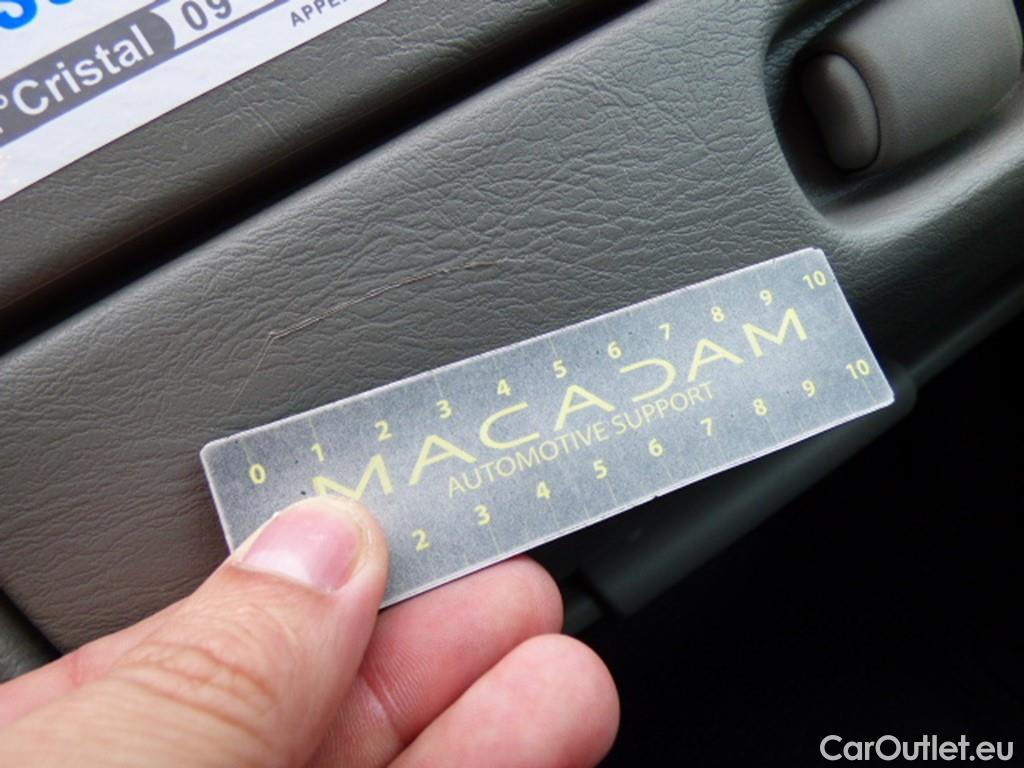 °Cristal 09
APPE
0 1 2 3 4 5 6 7 8 9 10
MACADAM
AUTOMOTIVE SUPPORT
2 3 4 5 6 7 8 9 10
CarOutlet.eu